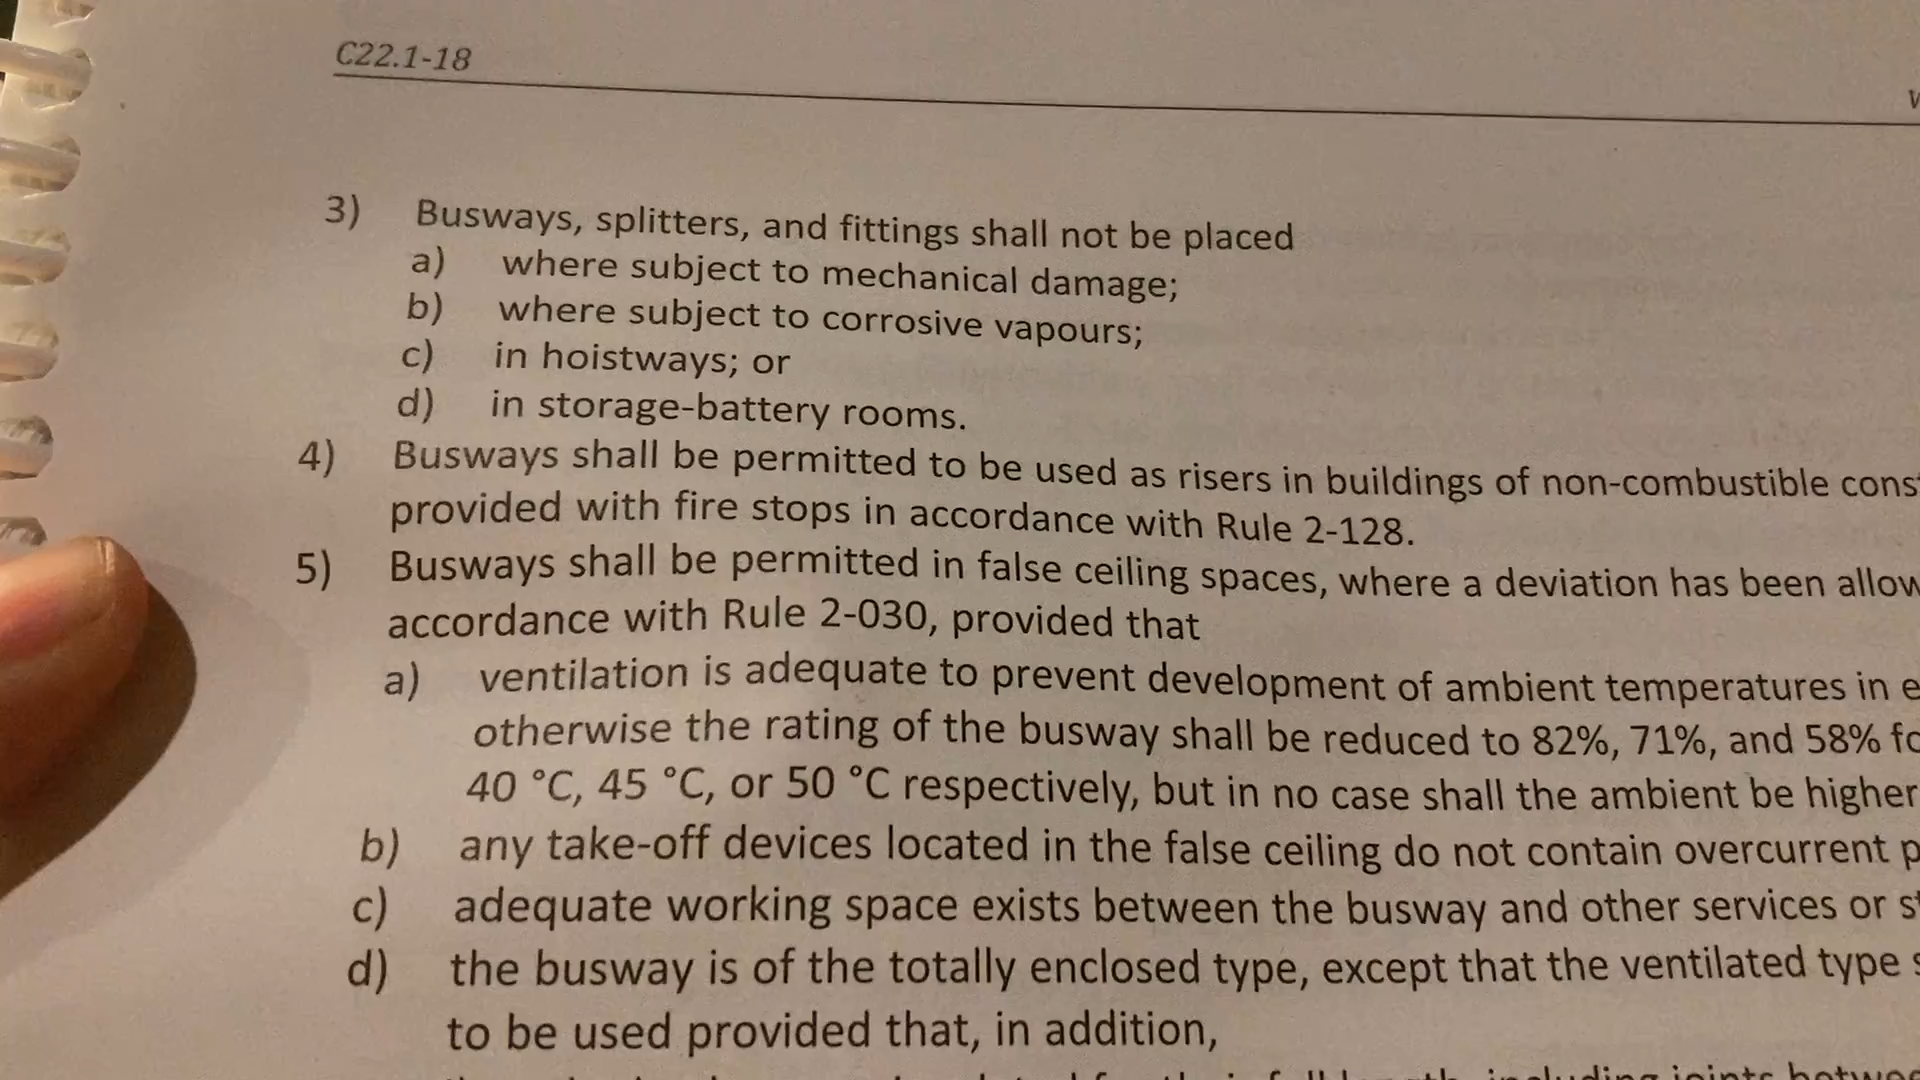 C22.1-18
3) Busways, splitters, and fittings shall not be placed
a) where subject to mechanical damage;
b) where subject to corrosive vapours;
c) in hoistways; or
d) in storage-battery rooms.
4) Busways shall be permitted to be used as risers in buildings of non-combustible
provided with fire stops in accordance with Rule 2-128.
5) Busways shall be permitted in false ceiling spaces, where a deviation has been
accordance with Rule 2-030, provided that
a) ventilation is adequate to prevent development of ambient temperatures in
otherwise the rating of the busway shall be reduced to 82%, 71%, and 58%
40 °C, 45 °C, or 50 °C respectively, but in no case shall the ambient be higher
b) any take-off devices located in the false ceiling do not contain overcurrent
c) adequate working space exists between the busway and other services or
d) the busway is of the totally enclosed type, except that the ventilated type
to be used provided that, in addition,
including joints